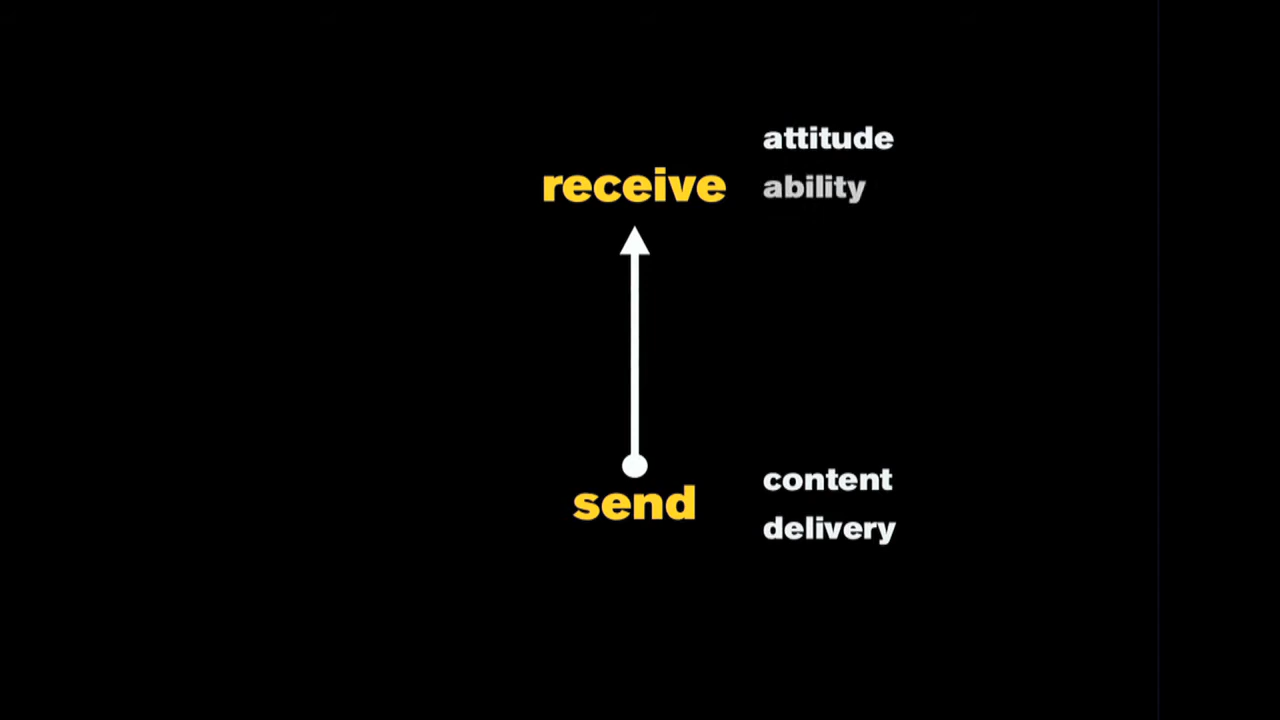 attitude
receive
ability
content
send
delivery